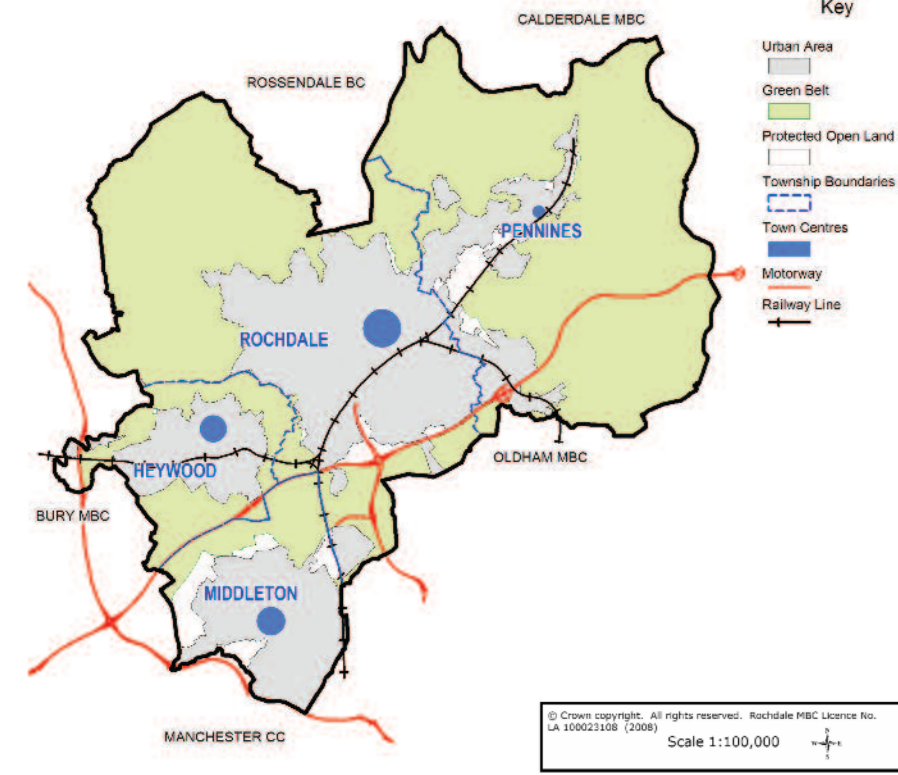 CALDERDALE MBC
Key
ROSSENDALE BC
Urban Area
Green Belt
Protected Open Land
Township Boundaries
Town Centres
Motorway
Railway Line
PENNINES
ROCHDALE
HEYWOOD
OLDHAM MBC
BURY MBC
MIDDLETON
MANCHESTER CC
© Crown copyright. All rights reserved. Rochdale MBC Licence No.
LA 100023108 (2008)
Scale 1:100,000
N
W E
S